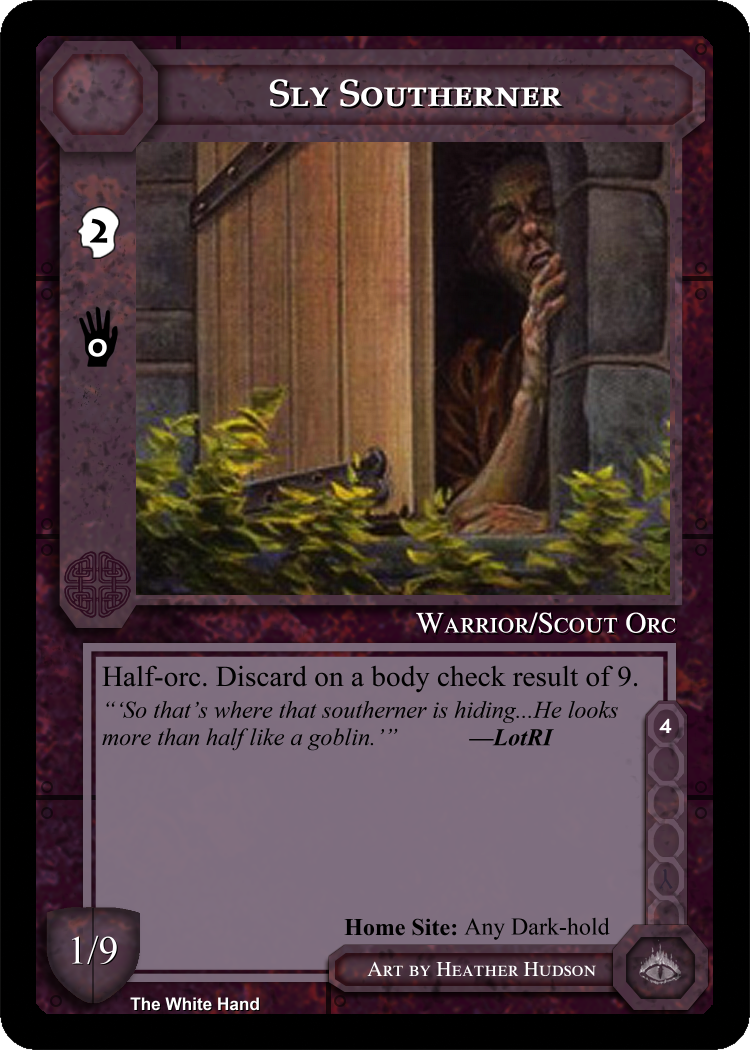 Sly Southerner
2
0
Warrior/Scout Orc
Half-orc. Discard on a body check result of 9.
“‘So that’s where that southerner is hiding...He looks
more than half like a goblin.’” —LotRI
4
Home Site: Any Dark-hold
1/9
Art by Heather Hudson
The White Hand